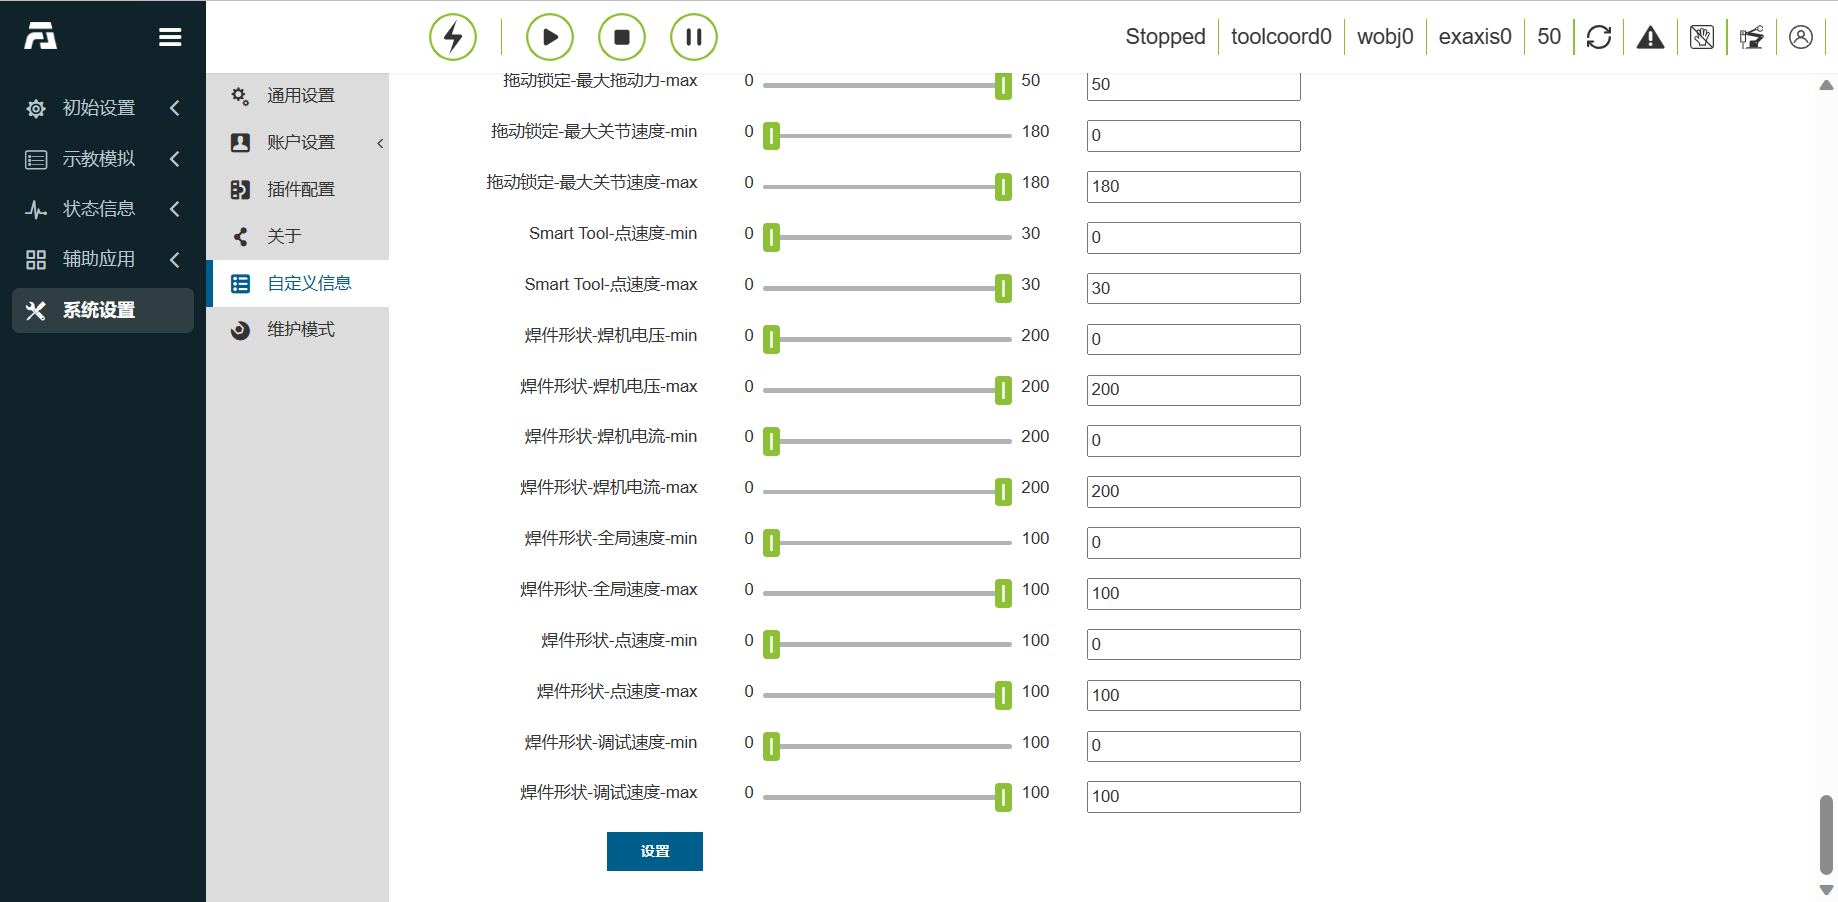 Stopped toolcoord0 wobj0 exaxis0 50
初始设置
示教模拟
状态信息
辅助应用
系统设置
通用设置
账户设置
插件配置
关于
自定义信息
维护模式
拖动锁定-最大拖动力-max 0 50 50
拖动锁定-最大关节速度-min 0 180 0
拖动锁定-最大关节速度-max 0 180 180
Smart Tool-点速度-min 0 30 0
Smart Tool-点速度-max 0 30 30
焊件形状-焊机电压-min 0 200 0
焊件形状-焊机电压-max 0 200 200
焊件形状-焊机电流-min 0 200 0
焊件形状-焊机电流-max 0 200 200
焊件形状-全局速度-min 0 100 0
焊件形状-全局速度-max 0 100 100
焊件形状-点速度-min 0 100 0
焊件形状-点速度-max 0 100 100
焊件形状-调试速度-min 0 100 0
焊件形状-调试速度-max 0 100 100
设置